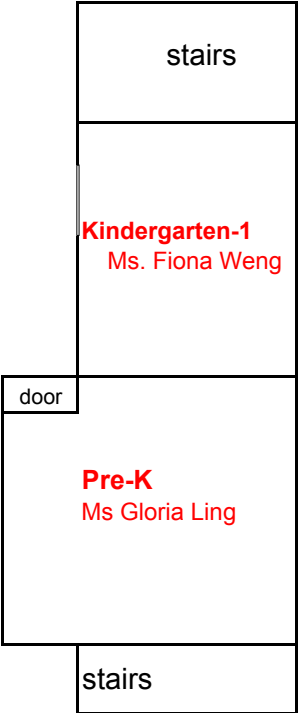 stairs
Kindergarten-1
Ms. Fiona Weng
door
Pre-K
Ms Gloria Ling
stairs